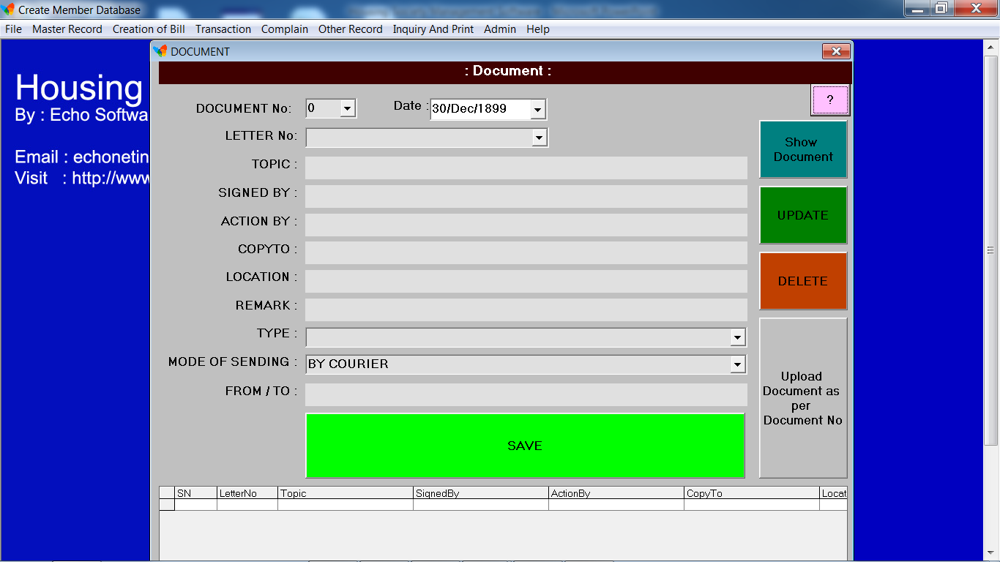 Create Member Database
File Master Record Creation of Bill Transaction Complain Other Record Inquiry And Print Admin Help
Housing
By : Echo Softwa
Email : echonetin
Visit : http://www
DOCUMENT
: Document :
?
DOCUMENT No: 0 Date : 30/Dec/1899
LETTER No:
TOPIC :
SIGNED BY :
ACTION BY :
COPYTO :
LOCATION :
REMARK :
TYPE :
MODE OF SENDING : BY COURIER
FROM / TO :
SAVE
Show
Document
UPDATE
DELETE
Upload
Document as
per
Document No
SN LetterNo Topic SignedBy ActionBy CopyTo Locat